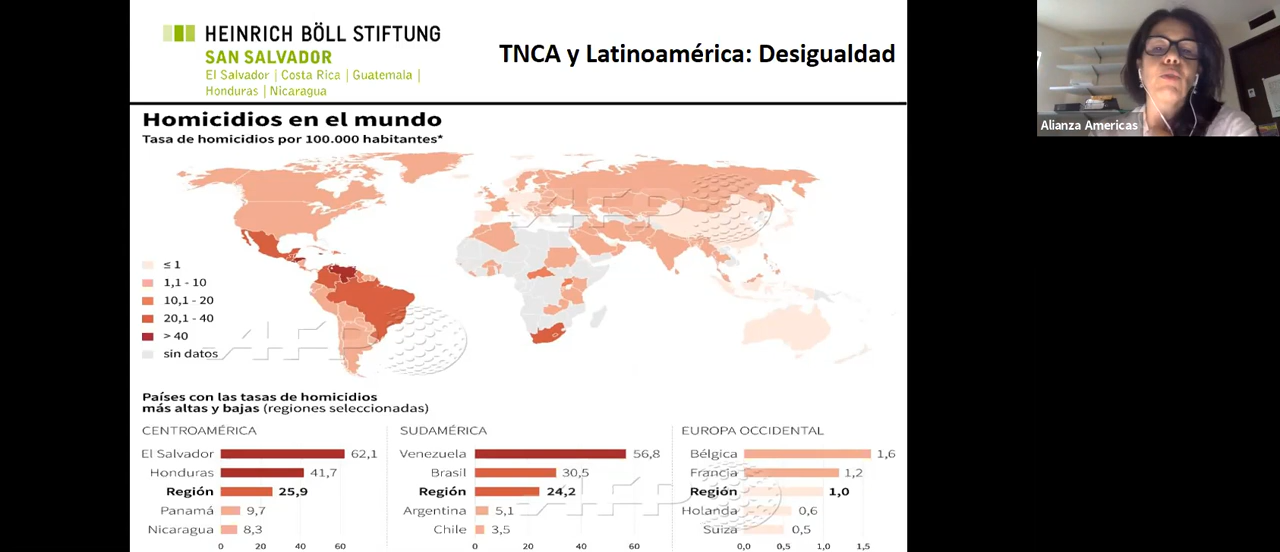 HEINRICH BÖLL STIFTUNG
SAN SALVADOR
El Salvador | Costa Rica | Guatemala |
Honduras | Nicaragua
TNCA y Latinoamérica: Desigualdad
Alianza Americas
Homicidios en el mundo
Tasa de homicidios por 100.000 habitantes*
AFP
≤ 1
1,1 - 10
10,1 - 20
20,1 - 40
> 40
sin datos
AFP
Países con las tasas de homicidios
más altas y bajas (regiones seleccionadas)
CENTROAMÉRICA
El Salvador 62,1
Honduras 41,7
Región 25,9
Panamá 9,7
Nicaragua 8,3
0 20 40 60
SUDAMÉRICA
Venezuela 56,8
Brasil 30,5
Región 24,2
Argentina 5,1
Chile 3,5
0 20 40 60
EUROPA OCCIDENTAL
Bélgica 1,6
Francia 1,2
Región 1,0
Holanda 0,6
Suiza 0,5
0,0 0,5 1,0 1,5
AFP